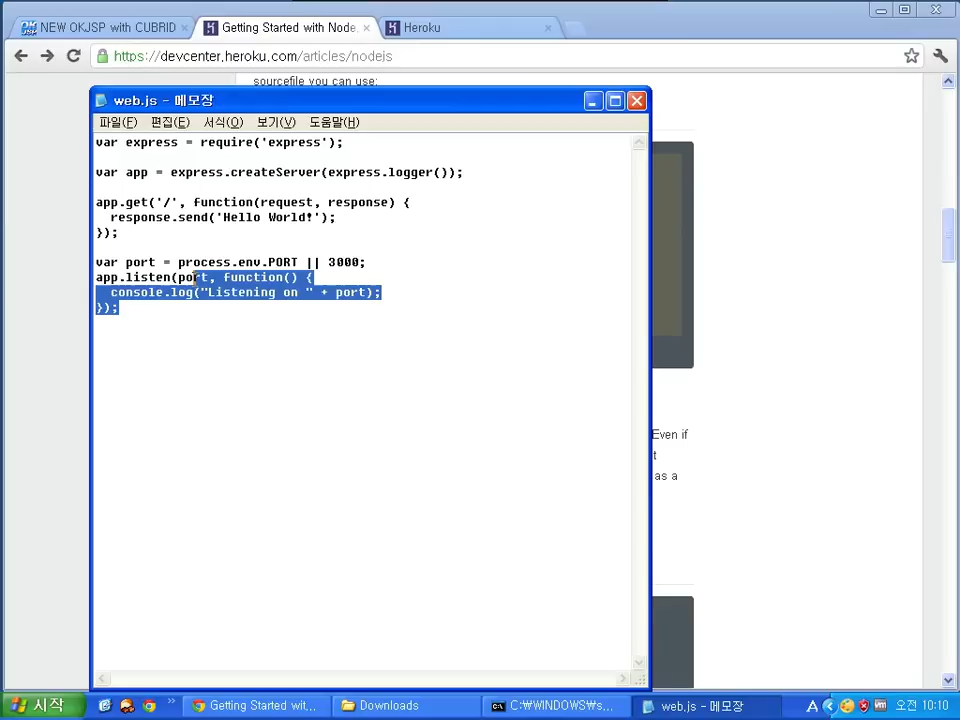 NEW OKJSP with CUBRID
Getting Started with Node.
Heroku
https://devcenter.heroku.com/articles/nodejs
sourcefile you can use:
web.js - 메모장
파일(F) 편집(E) 서식(O) 보기(V) 도움말(H)
var express = require('express');
var app = express.createServer(express.logger());
app.get('/', function(request, response) {
response.send('Hello World!');
});
var port = process.env.PORT || 3000;
app.listen(port, function() {
console.log("Listening on " + port);
});
Even if
t
as a
시작
Getting Started wit...
Downloads
C:\WINDOWS\s...
web.js - 메모장
A
오전 10:10